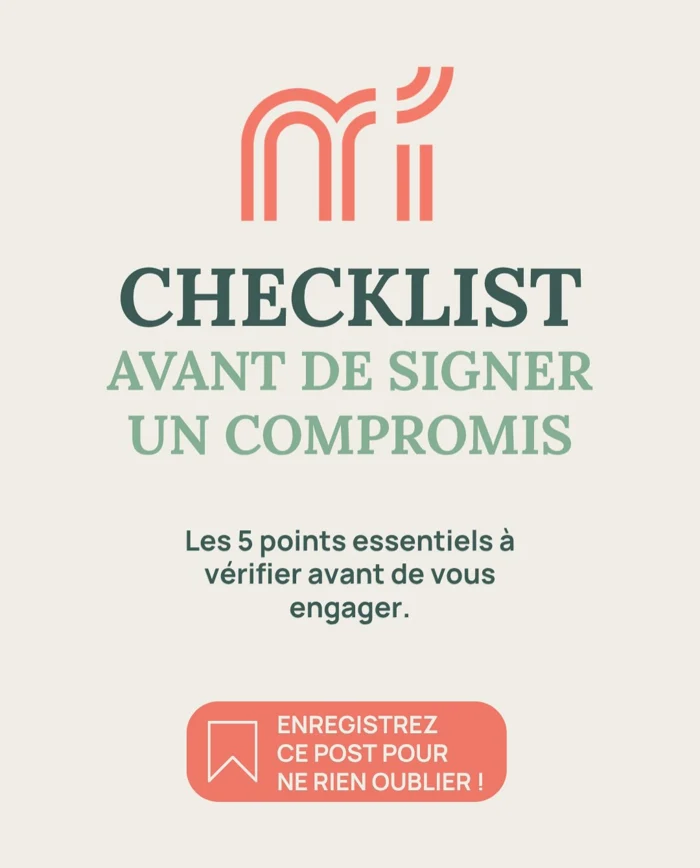 mi
CHECKLIST
AVANT DE SIGNER
UN COMPROMIS
Les 5 points essentiels à
vérifier avant de vous
engager.
ENREGISTREZ
CE POST POUR
NE RIEN OUBLIER !